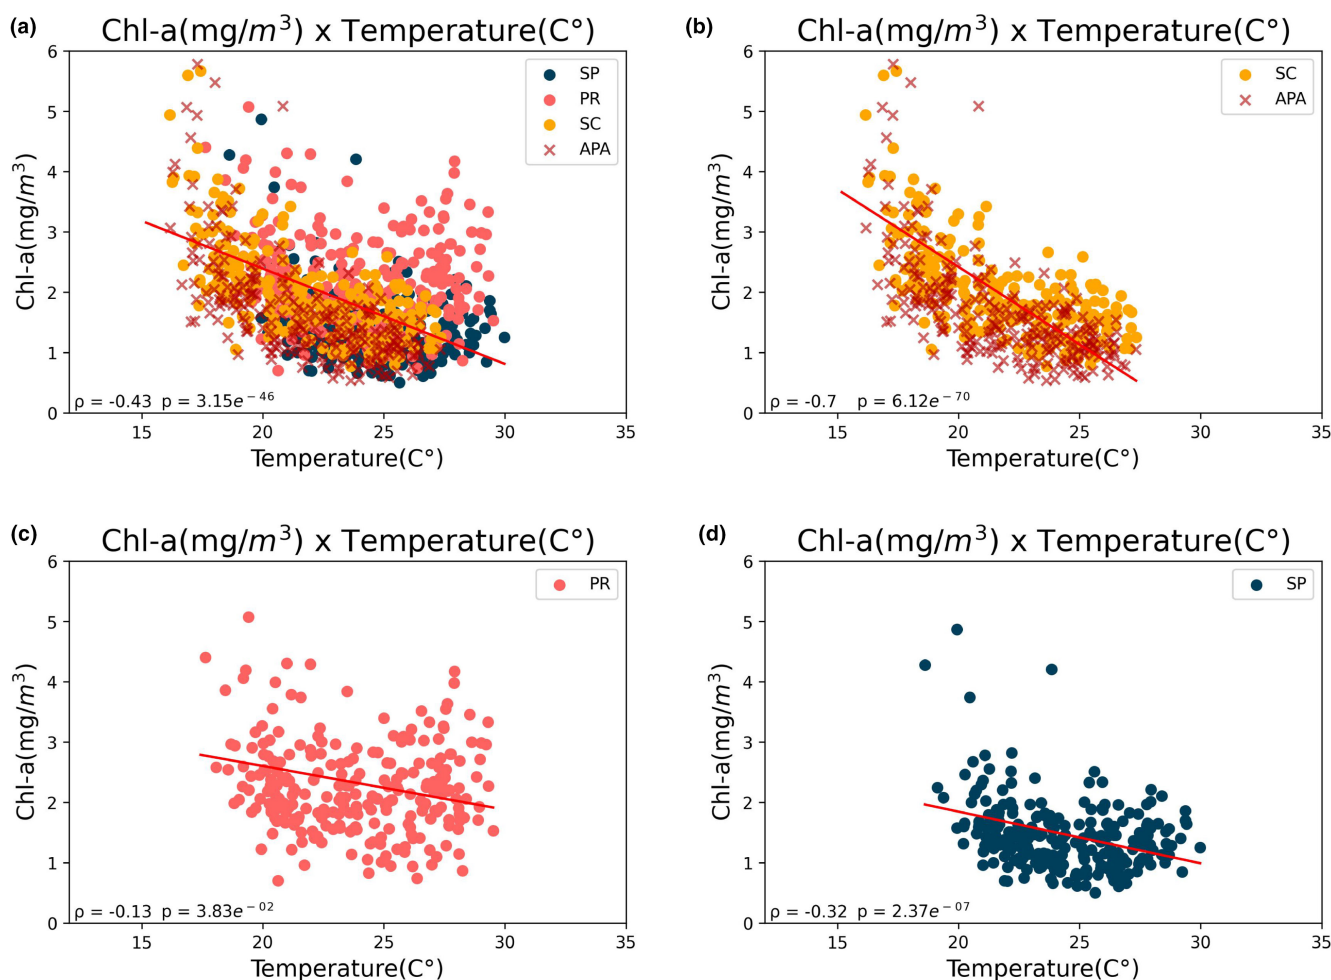 (a)
Chl-a(mg/m³) x Temperature(C°)
Chl-a(mg/m³)
6
5
4
3
2
1
0
SP
PR
SC
APA
ρ = -0.43 p = 3.15e⁻⁴⁶
15 20 25 30 35
Temperature(C°)
(b)
Chl-a(mg/m³) x Temperature(C°)
Chl-a(mg/m³)
6
5
4
3
2
1
0
SC
APA
ρ = -0.7 p = 6.12e⁻⁷⁰
15 20 25 30 35
Temperature(C°)
(c)
Chl-a(mg/m³) x Temperature(C°)
Chl-a(mg/m³)
6
5
4
3
2
1
0
PR
ρ = -0.13 p = 3.83e⁻⁰²
15 20 25 30 35
Temperature(C°)
(d)
Chl-a(mg/m³) x Temperature(C°)
Chl-a(mg/m³)
6
5
4
3
2
1
0
SP
ρ = -0.32 p = 2.37e⁻⁰⁷
15 20 25 30 35
Temperature(C°)